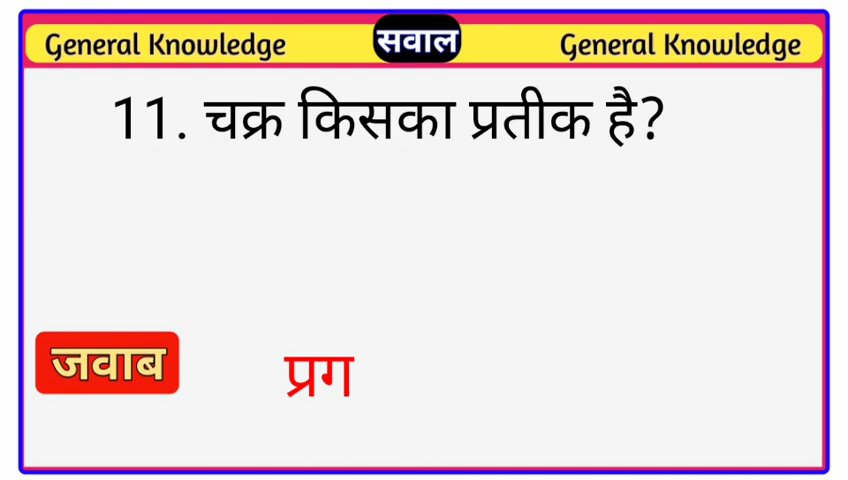 General Knowledge सवाल General Knowledge
11. चक्र किसका प्रतीक है?
जवाब प्रग